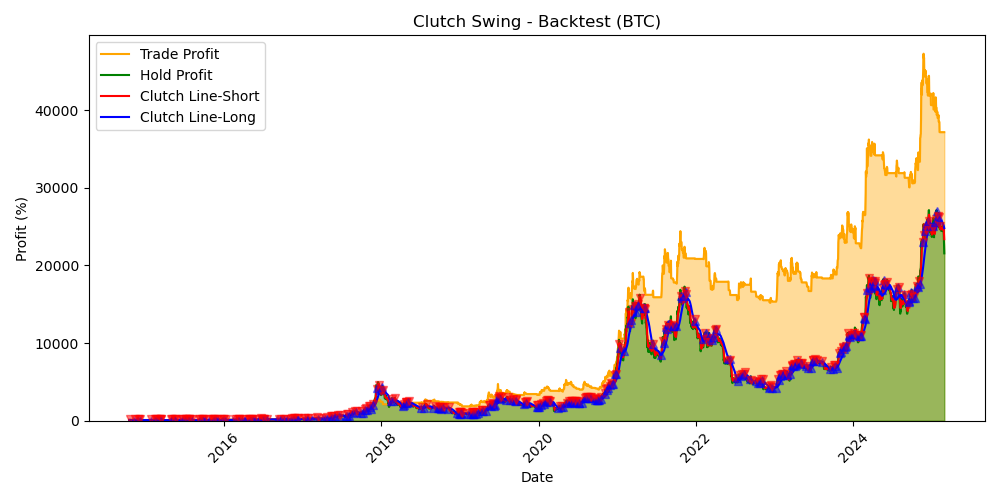 Clutch Swing - Backtest (BTC)
Trade Profit
Hold Profit
Clutch Line-Short
Clutch Line-Long
Profit (%)
40000
30000
20000
10000
0
2016
2018
2020
2022
2024
Date